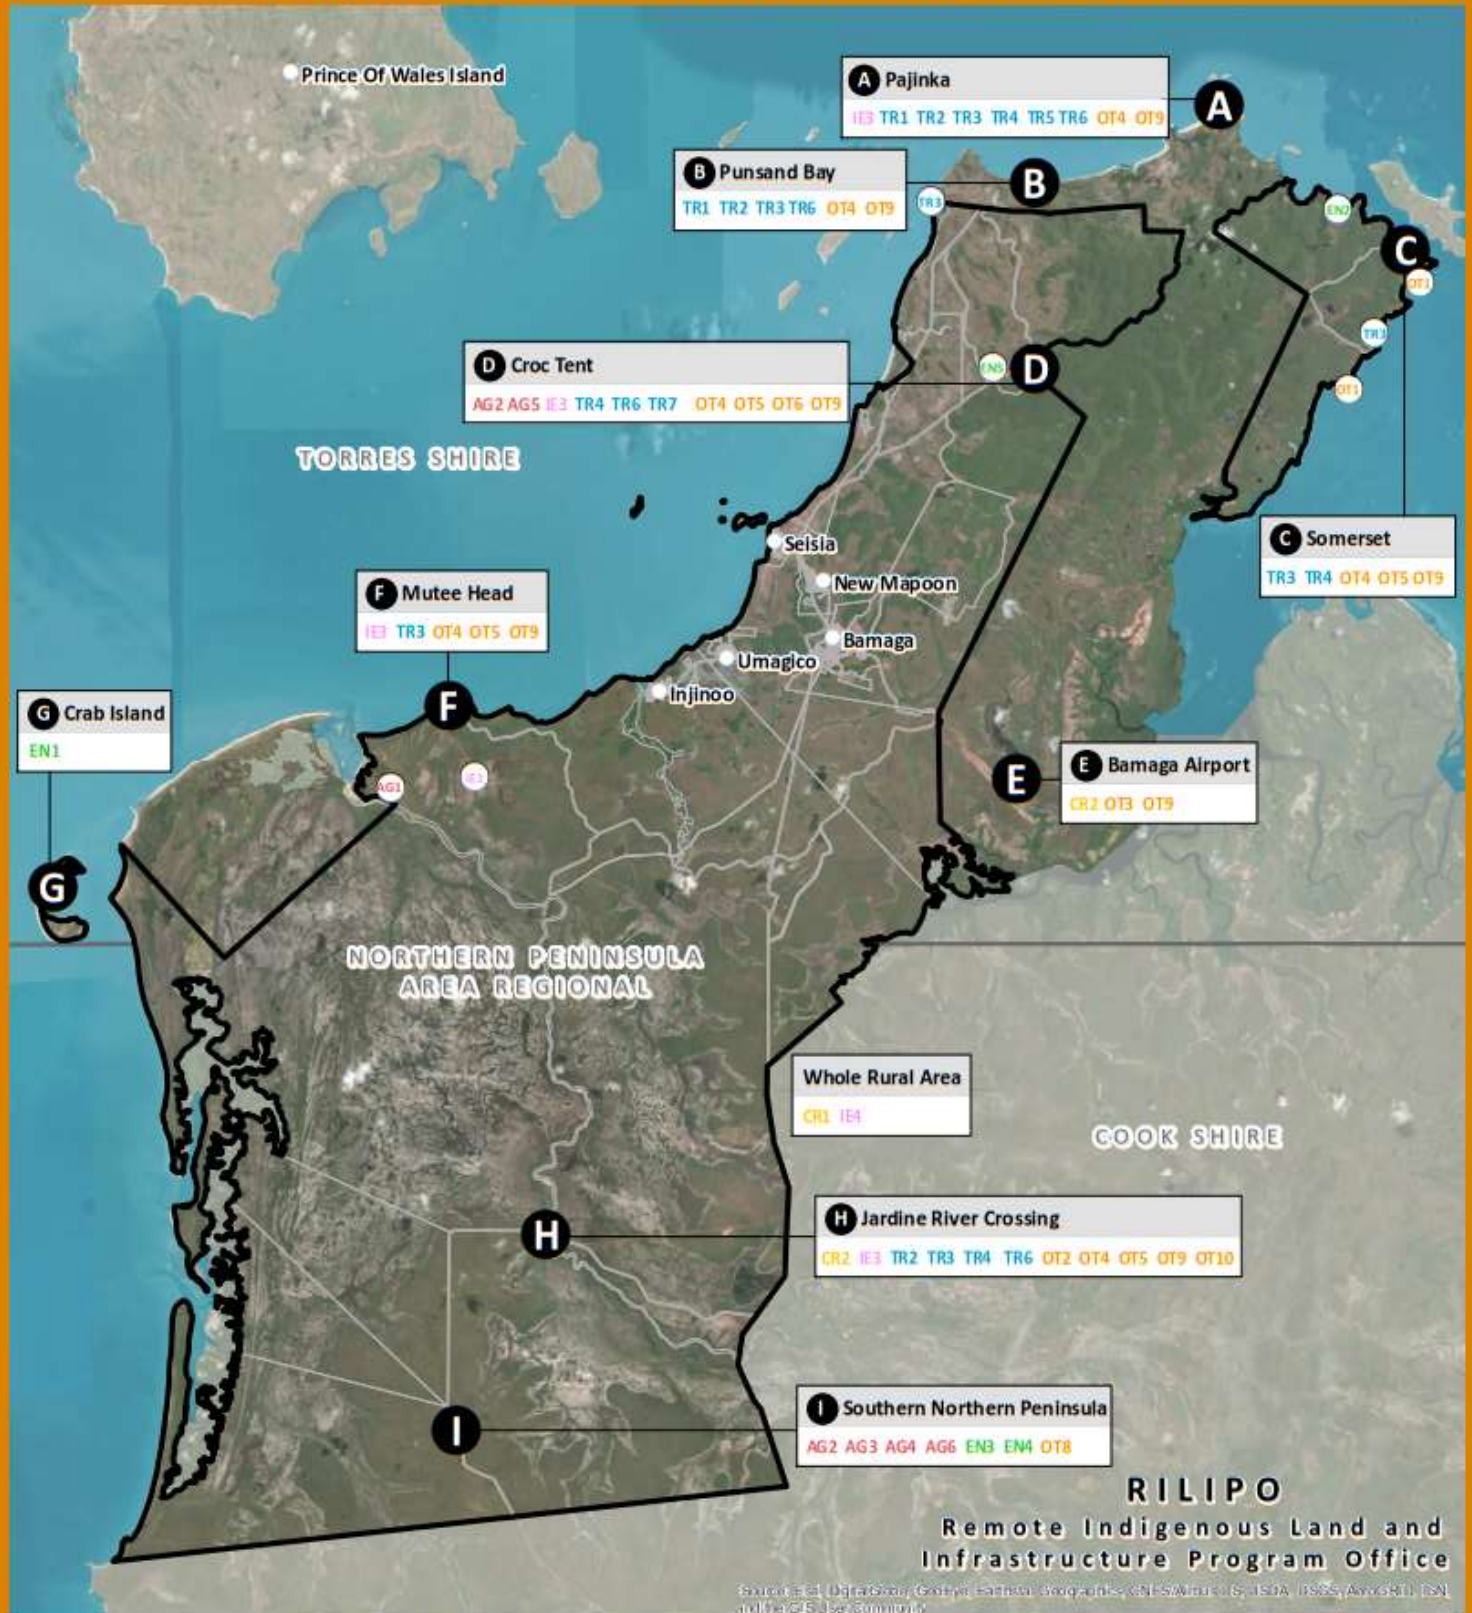 Prince Of Wales Island
A Pajinka
IE3 TR1 TR2 TR3 TR4 TR5 TR6 OT4 OT9
A
B Punsand Bay
TR1 TR2 TR3 TR6 OT4 OT9
B
TR3
EN2
C
OT1
TR3
OT1
D Croc Tent
AG2 AG5 IE3 TR4 TR6 TR7 OT4 OT5 OT6 OT9
EN5
D
TORRES SHIRE
C Somerset
TR3 TR4 OT4 OT5 OT9
Seisia
New Mapoon
Bamaga
Umagico
Injinoo
F Mutee Head
IE3 TR3 OT4 OT5 OT9
F
G Crab Island
EN1
G
AG1
E
E Bamaga Airport
CR2 OT3 OT9
NORTHERN PENINSULA
AREA REGIONAL
Whole Rural Area
CR1 IE4
COOK SHIRE
H
H Jardine River Crossing
CR2 IE3 TR2 TR3 TR4 TR6 OT2 OT4 OT5 OT9 OT10
I
I Southern Northern Peninsula
AG2 AG3 AG4 AG6 EN3 EN4 OT8
RILIPO
Remote Indigenous Land and
Infrastructure Program Office